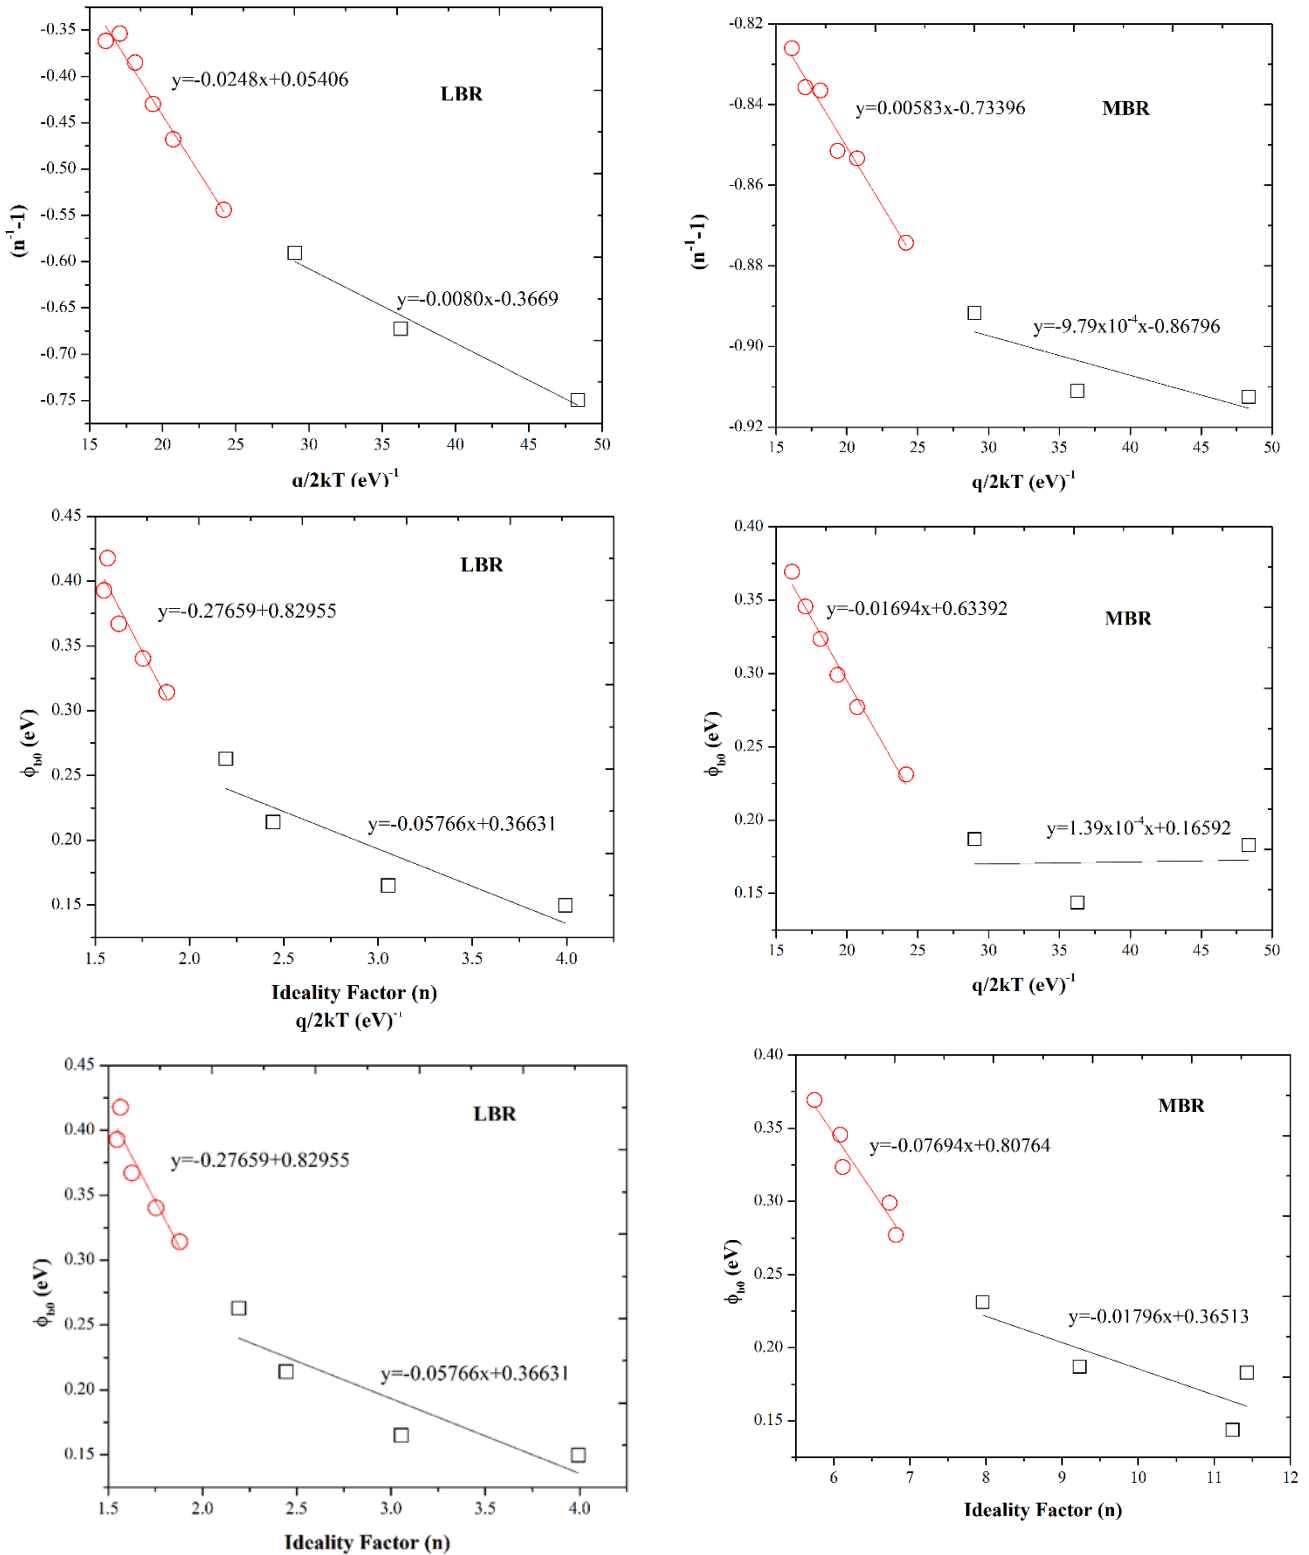 -0.35
-0.40
-0.45
-0.50
-0.55
-0.60
-0.65
-0.70
-0.75
(n⁻¹-1)
y=-0.0248x+0.05406
LBR
y=-0.0080x-0.3669
15 20 25 30 35 40 45 50
q/2kT (eV)⁻¹
-0.82
-0.84
-0.86
-0.88
-0.90
-0.92
(n⁻¹-1)
y=0.00583x-0.73396
MBR
y=-9.79x10⁻⁴x-0.86796
15 20 25 30 35 40 45 50
q/2kT (eV)⁻¹
0.45
0.40
0.35
0.30
0.25
0.20
0.15
ϕb0 (eV)
LBR
y=-0.27659+0.82955
y=-0.05766x+0.36631
1.5 2.0 2.5 3.0 3.5 4.0
Ideality Factor (n)
q/2kT (eV)⁻¹
0.40
0.35
0.30
0.25
0.20
0.15
ϕb0 (eV)
y=-0.01694x+0.63392
MBR
y=1.39x10⁻⁴x+0.16592
15 20 25 30 35 40 45 50
q/2kT (eV)⁻¹
0.45
0.40
0.35
0.30
0.25
0.20
0.15
ϕb0 (eV)
LBR
y=-0.27659+0.82955
y=-0.05766x+0.36631
1.5 2.0 2.5 3.0 3.5 4.0
Ideality Factor (n)
0.40
0.35
0.30
0.25
0.20
0.15
ϕb0 (eV)
MBR
y=-0.07694x+0.80764
y=-0.01796x+0.36513
6 7 8 9 10 11 12
Ideality Factor (n)